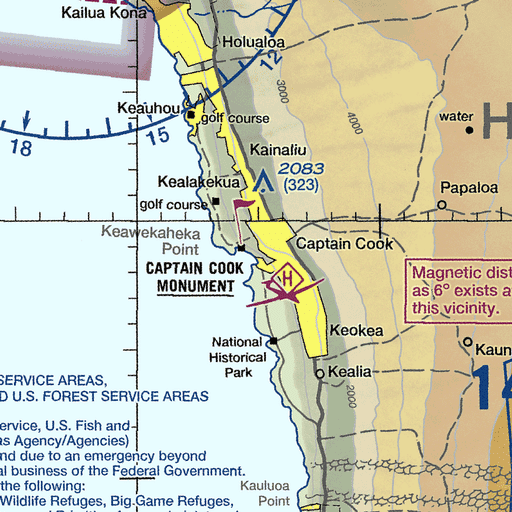 Kailua Kona
Holualoa
12
3000
Keauhou
golf course
4000
water
H
18
15
Kainaliu
2083
(323)
Kealakekua
Papaloa
golf course
Keawekaheka
Point
Captain Cook
CAPTAIN COOK
MONUMENT
H
Magnetic dist
as 6° exists a
this vicinity.
Keokea
National
Historical
Park
Kaun
Kealia
14
2000
SERVICE AREAS,
D U.S. FOREST SERVICE AREAS
ervice, U.S. Fish and
as Agency/Agencies)
nd due to an emergency beyond
al business of the Federal Government.
the following:
Wildlife Refuges, Big Game Refuges,
Kauluoa
Point